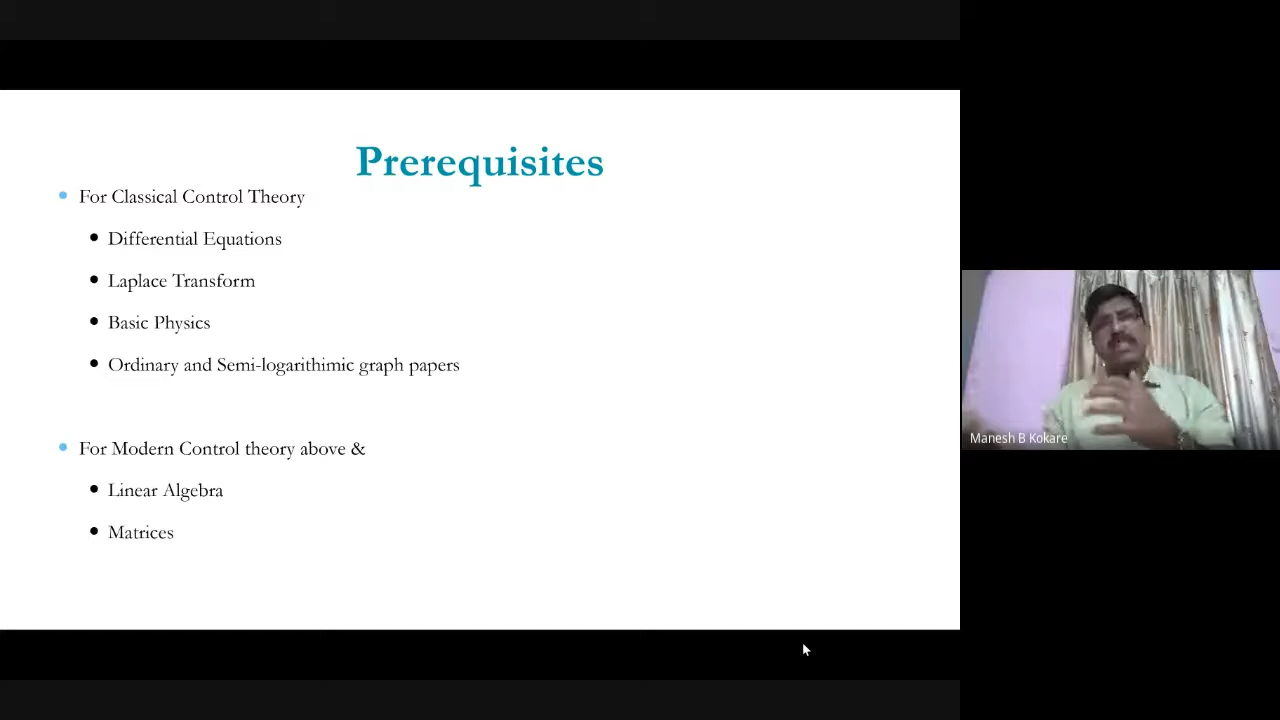 Prerequisites
For Classical Control Theory
Differential Equations
Laplace Transform
Basic Physics
Ordinary and Semi-logarithimic graph papers
For Modern Control theory above &
Linear Algebra
Matrices
Manesh B Kokare